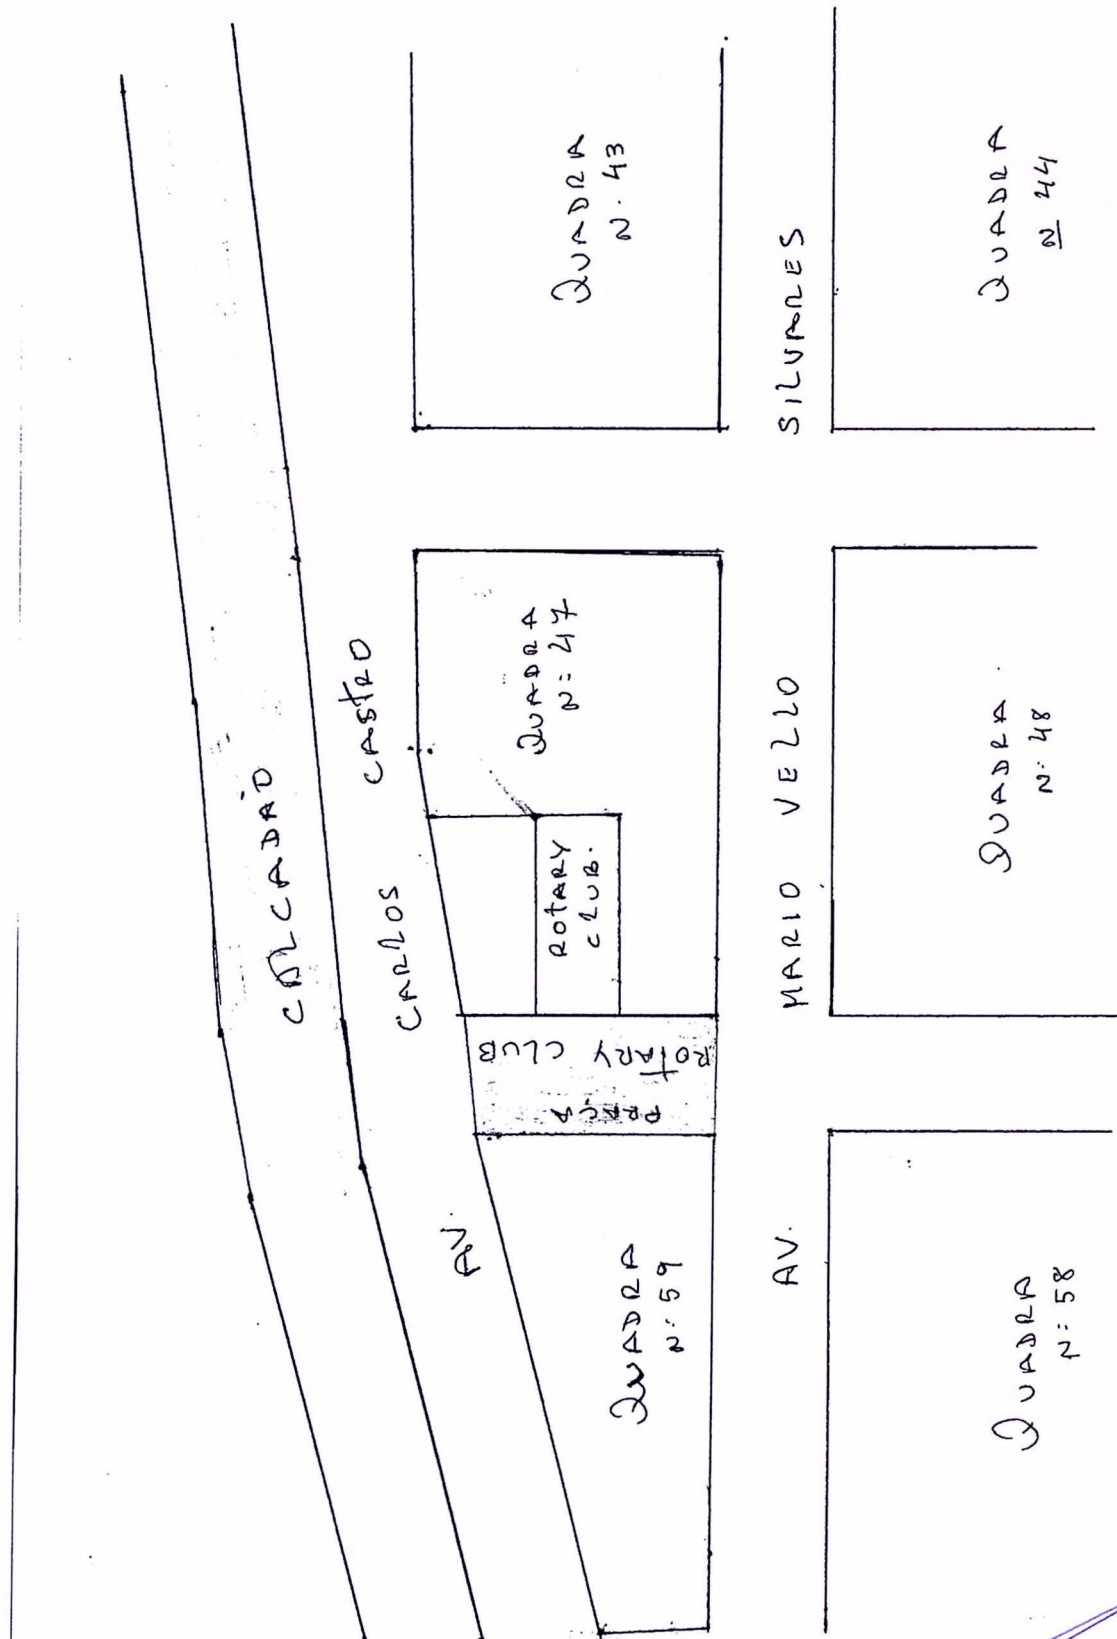 CALCADÃO
AV. CARLOS CASTRO
QUADRA
N: 59
PRAÇA
ROTARY CLUB
ROTARY
CLUB.
QUADRA
N: 47
QUADRA
N. 43
AV. MARIO VELLO SILVARES
QUADRA
N: 58
QUADRA
N: 48
QUADRA
N 44